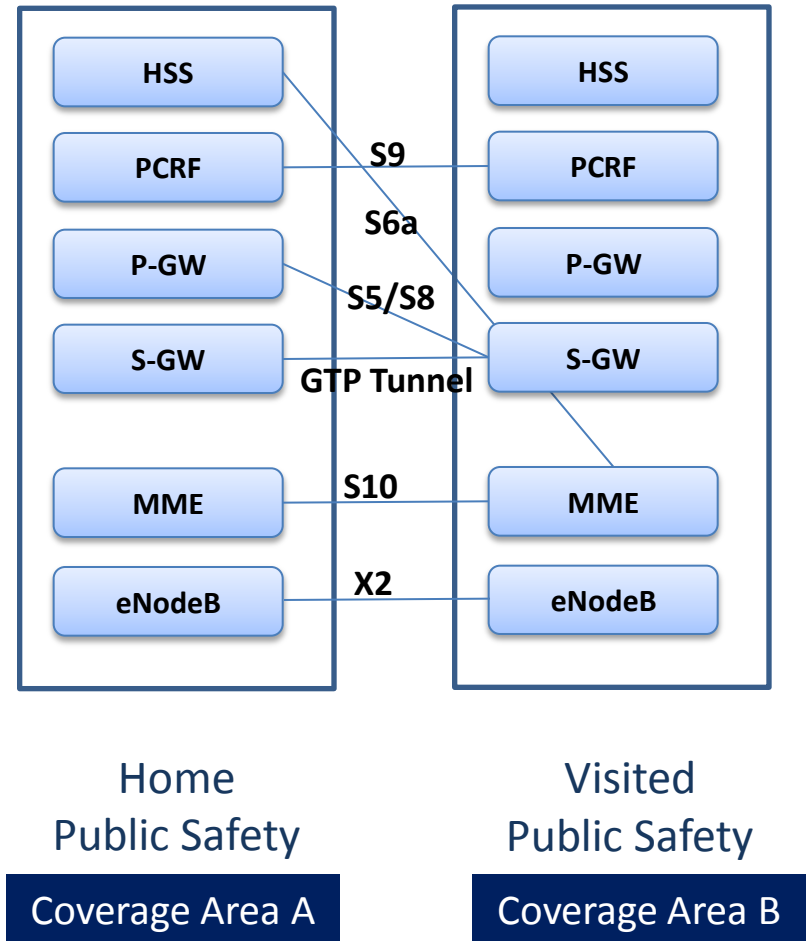 HSS
HSS
PCRF
S9
PCRF
S6a
P-GW
P-GW
S5/S8
S-GW
S-GW
GTP Tunnel
MME
S10
MME
eNodeB
X2
eNodeB
Home
Public Safety
Coverage Area A
Visited
Public Safety
Coverage Area B